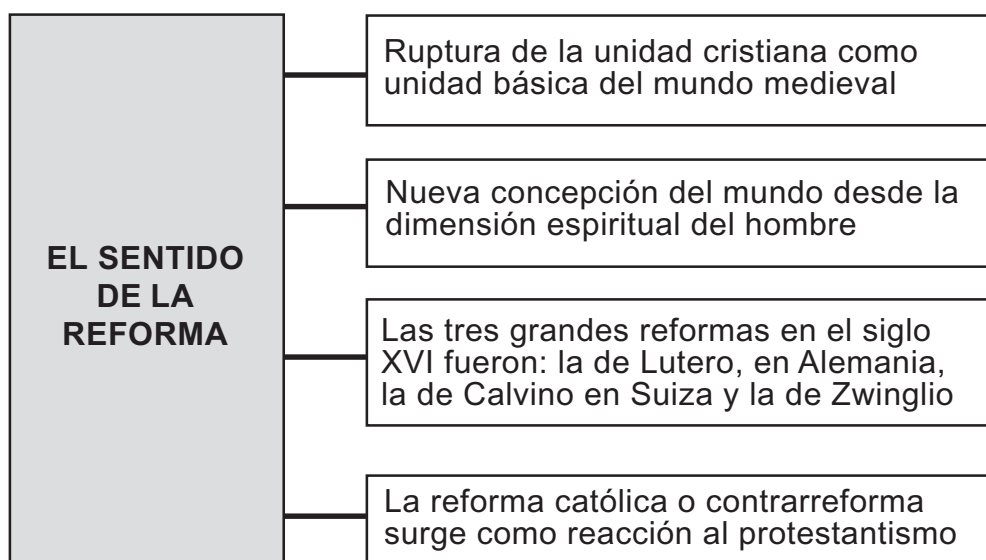 EL SENTIDO
DE LA
REFORMA
Ruptura de la unidad cristiana como
unidad básica del mundo medieval
Nueva concepción del mundo desde la
dimensión espiritual del hombre
Las tres grandes reformas en el siglo
XVI fueron: la de Lutero, en Alemania,
la de Calvino en Suiza y la de Zwinglio
La reforma católica o contrarreforma
surge como reacción al protestantismo